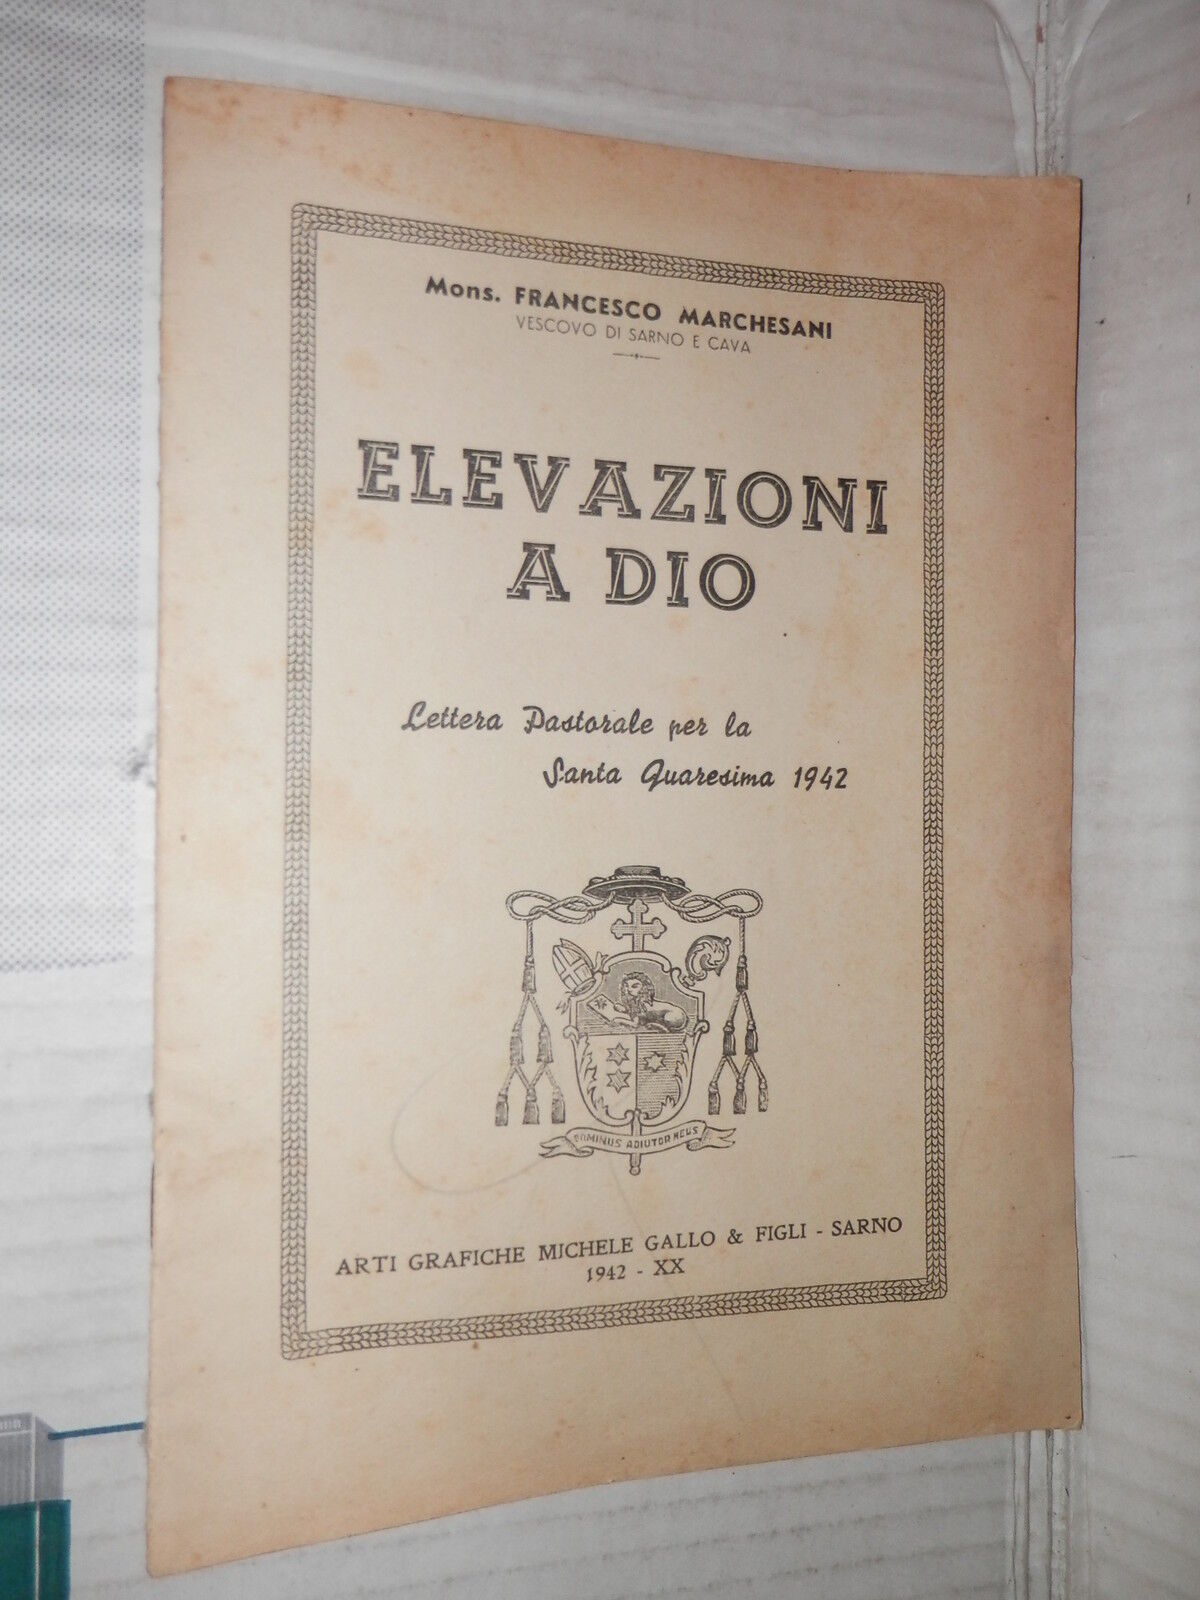 Mons. FRANCESCO MARCHESANI
VESCOVO DI SARNO E CAVA
ELEVAZIONI
A DIO
Lettera Pastorale per la
Santa Quaresima 1942
DOMINUS ADIUTOR MEUS
ARTI GRAFICHE MICHELE GALLO & FIGLI - SARNO
1942 - XX